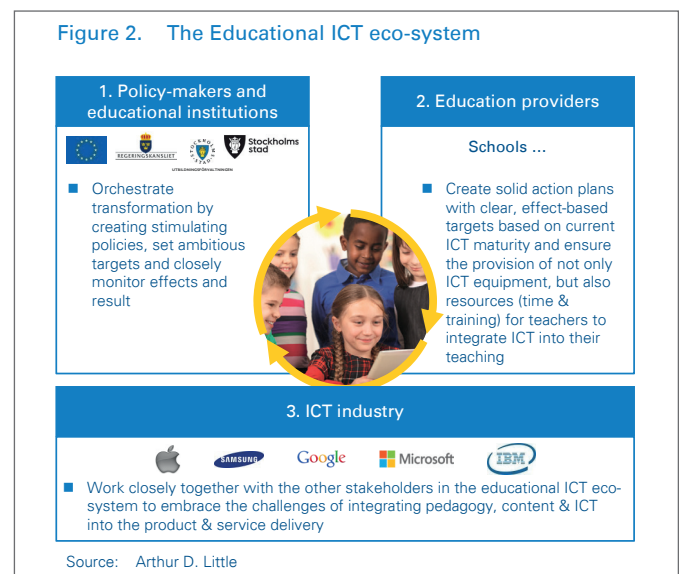 Figure 2. The Educational ICT eco-system
1. Policy-makers and
educational institutions
REGERINGSKANSLIET
STOCKHOLMS
Stockholms
stad
UTBILDNINGSFÖRVALTNINGEN
Orchestrate
transformation by
creating stimulating
policies, set ambitious
targets and closely
monitor effects and
result
2. Education providers
Schools ...
Create solid action plans
with clear, effect-based
targets based on current
ICT maturity and ensure
the provision of not only
ICT equipment, but also
resources (time &
training) for teachers to
integrate ICT into their
teaching
3. ICT industry
SAMSUNG
Google
Microsoft
IBM
Work closely together with the other stakeholders in the educational ICT eco-
system to embrace the challenges of integrating pedagogy, content & ICT
into the product & service delivery
Source: Arthur D. Little